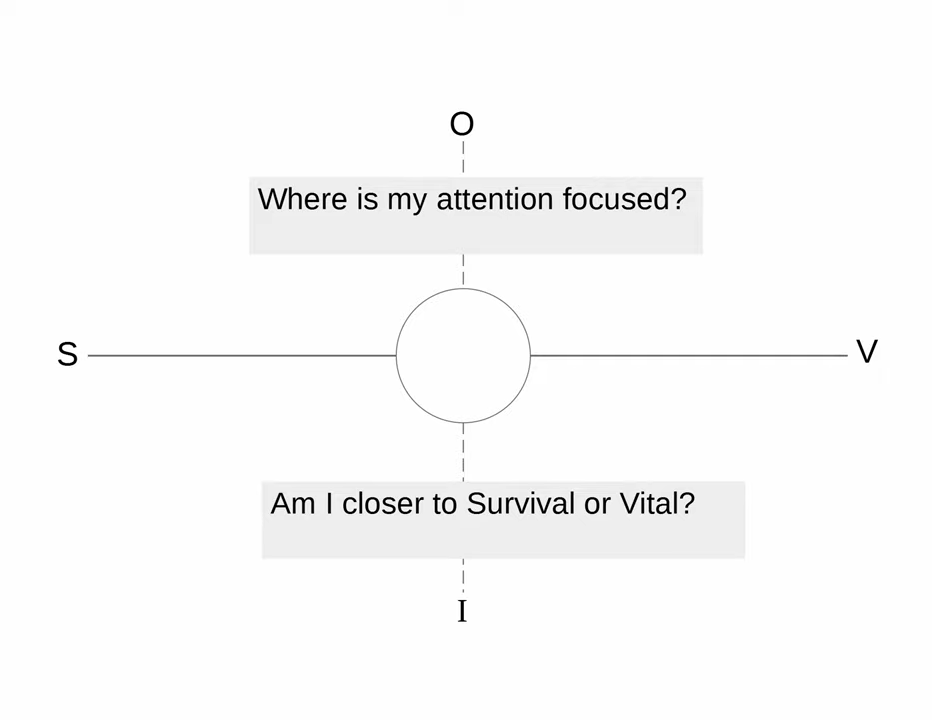 O
Where is my attention focused?
S
V
Am I closer to Survival or Vital?
I